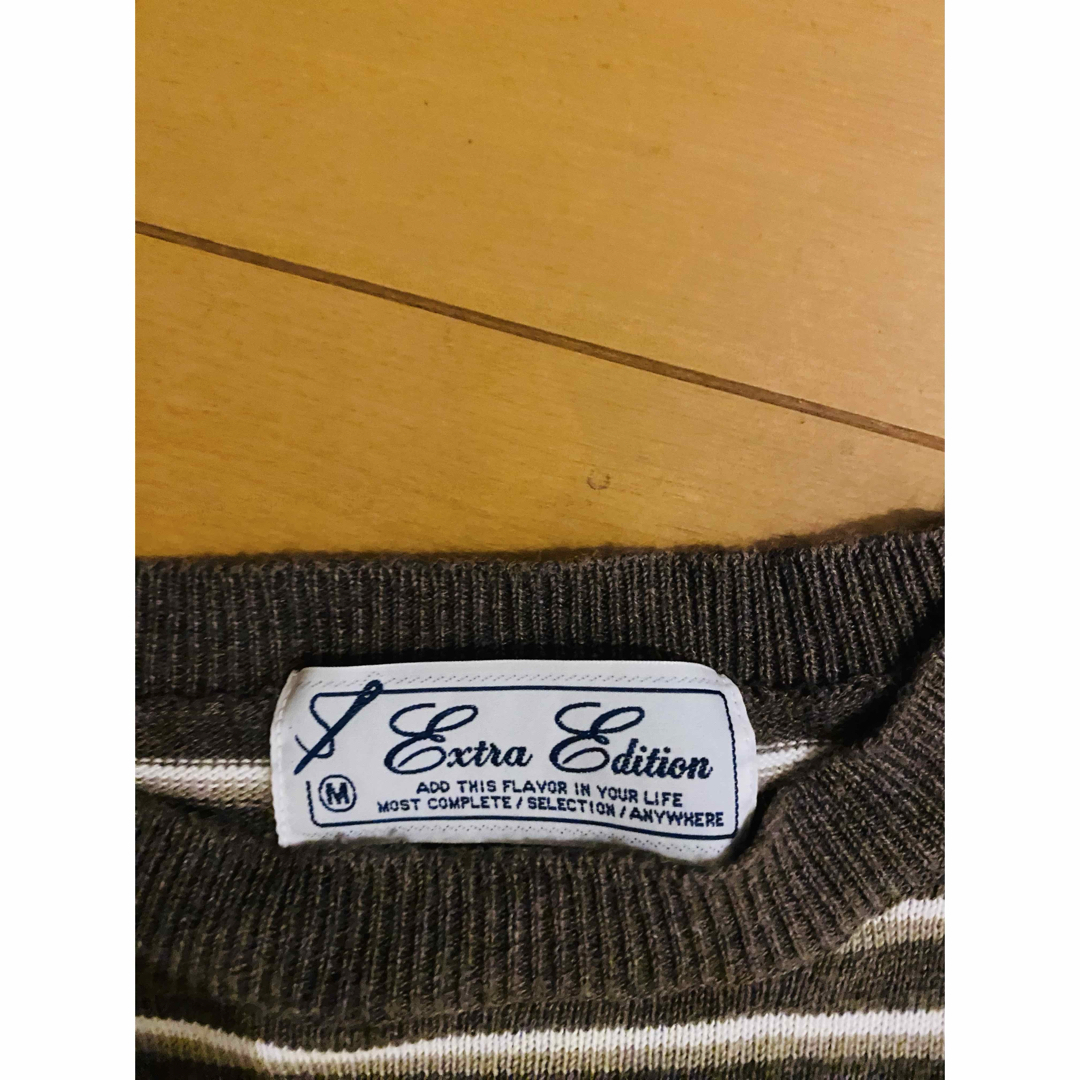 Extra Edition
M
ADD THIS FLAVOR IN YOUR LIFE
MOST COMPLETE / SELECTION / ANYWHERE